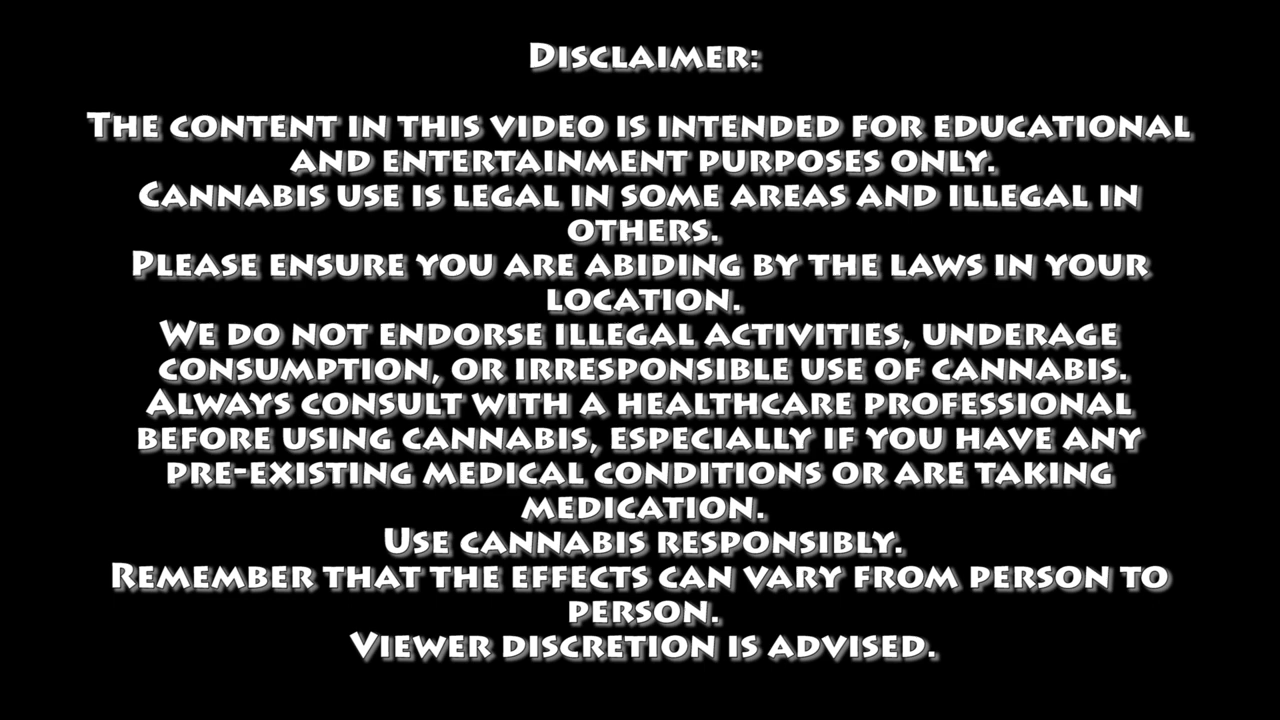 Disclaimer:
The content in this video is intended for educational
and entertainment purposes only.
Cannabis use is legal in some areas and illegal in
others.
Please ensure you are abiding by the laws in your
location.
We do not endorse illegal activities, underage
consumption, or irresponsible use of cannabis.
Always consult with a healthcare professional
before using cannabis, especially if you have any
pre-existing medical conditions or are taking
medication.
Use cannabis responsibly.
Remember that the effects can vary from person to
person.
Viewer discretion is advised.